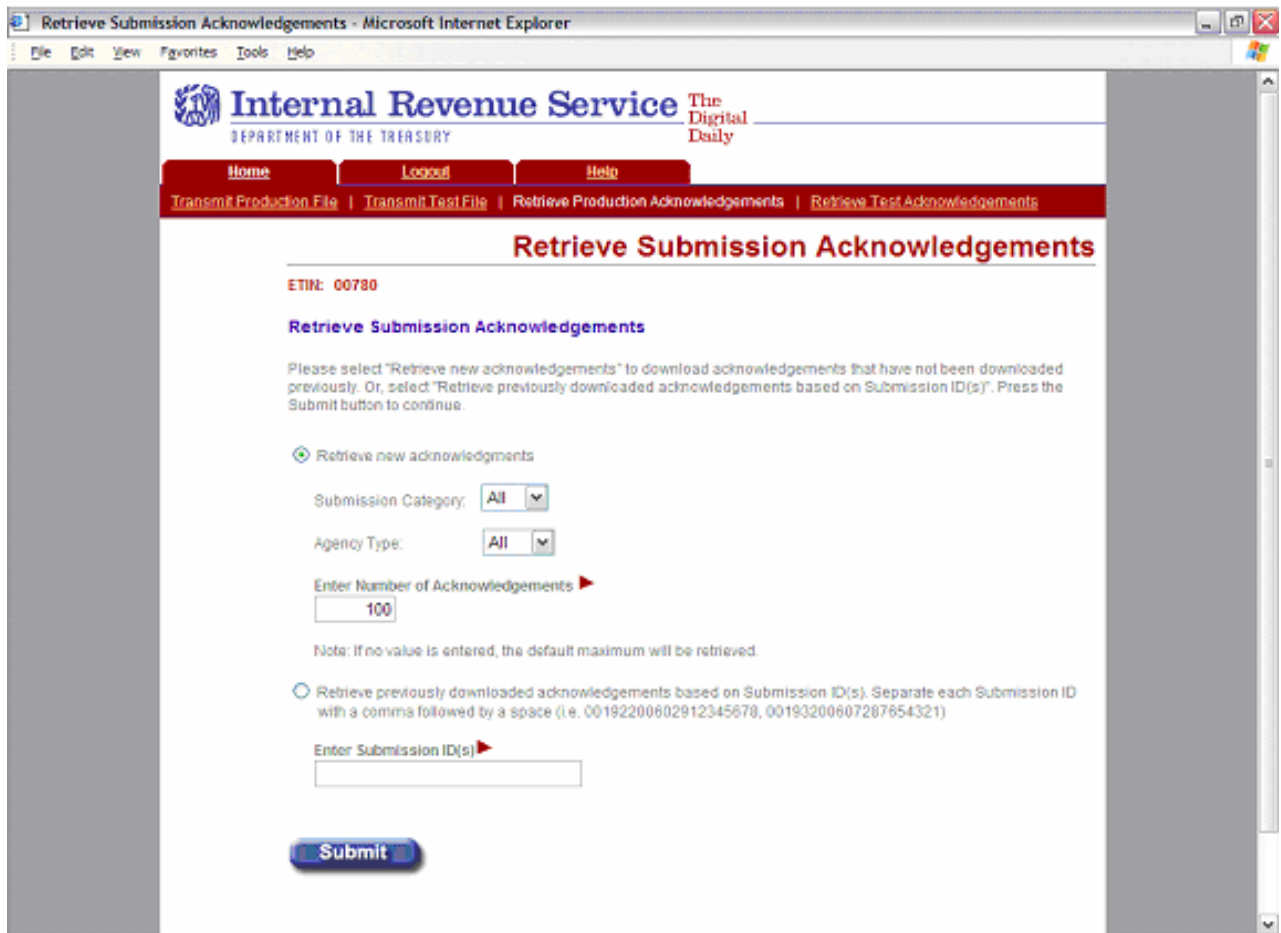 Retrieve Submission Acknowledgements - Microsoft Internet Explorer
File Edit View Favorites Tools Help
Internal Revenue Service
DEPARTMENT OF THE TREASURY
The
Digital
Daily
Home Logout Help
Transmit Production File | Transmit Test File | Retrieve Production Acknowledgements | Retrieve Test Acknowledgements
Retrieve Submission Acknowledgements
ETIN: 00780
Retrieve Submission Acknowledgements
Please select "Retrieve new acknowledgements" to download acknowledgements that have not been downloaded
previously. Or, select "Retrieve previously downloaded acknowledgements based on Submission ID(s)". Press the
Submit button to continue.
Retrieve new acknowledgments
Submission Category: All
Agency Type: All
Enter Number of Acknowledgements
100
Note: If no value is entered, the default maximum will be retrieved.
Retrieve previously downloaded acknowledgements based on Submission ID(s). Separate each Submission ID
with a comma followed by a space (i.e. 00192200602912345678, 00193200607287654321)
Enter Submission ID(s)
Submit